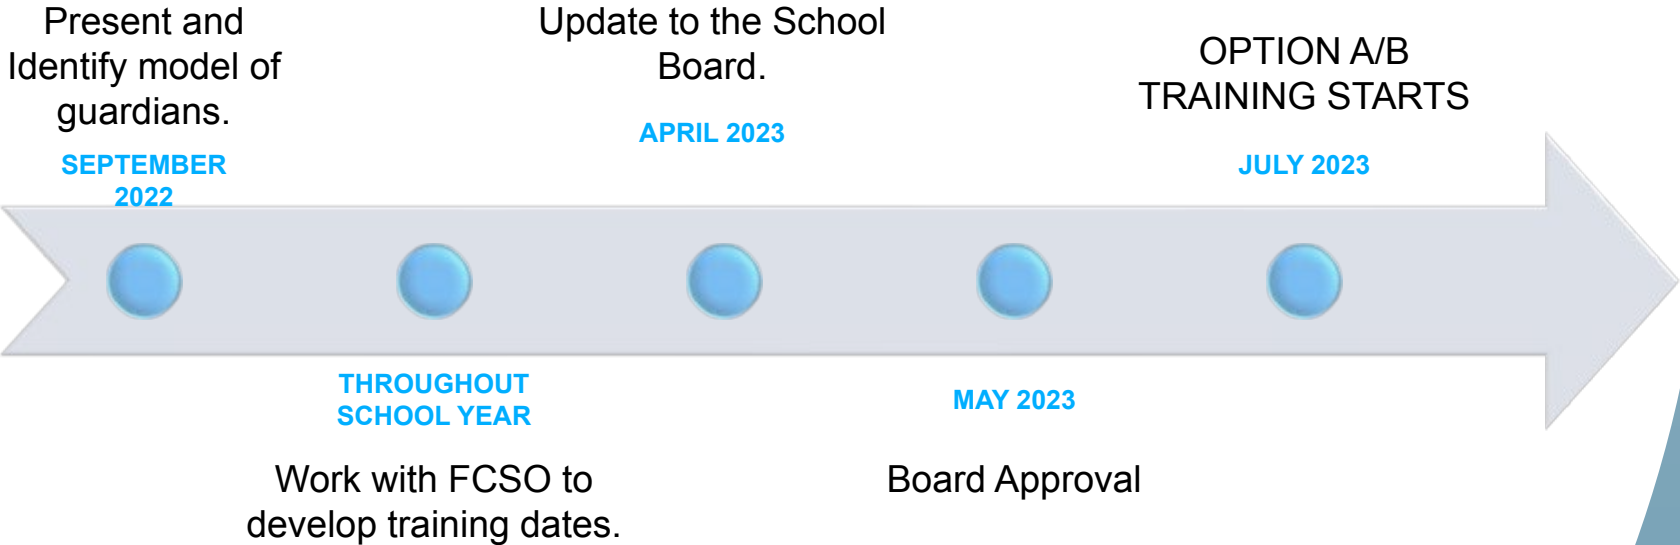 Present and
Identify model of
guardians.
SEPTEMBER
2022
THROUGHOUT
SCHOOL YEAR
Work with FCSO to
develop training dates.
Update to the School
Board.
APRIL 2023
MAY 2023
Board Approval
OPTION A/B
TRAINING STARTS
JULY 2023